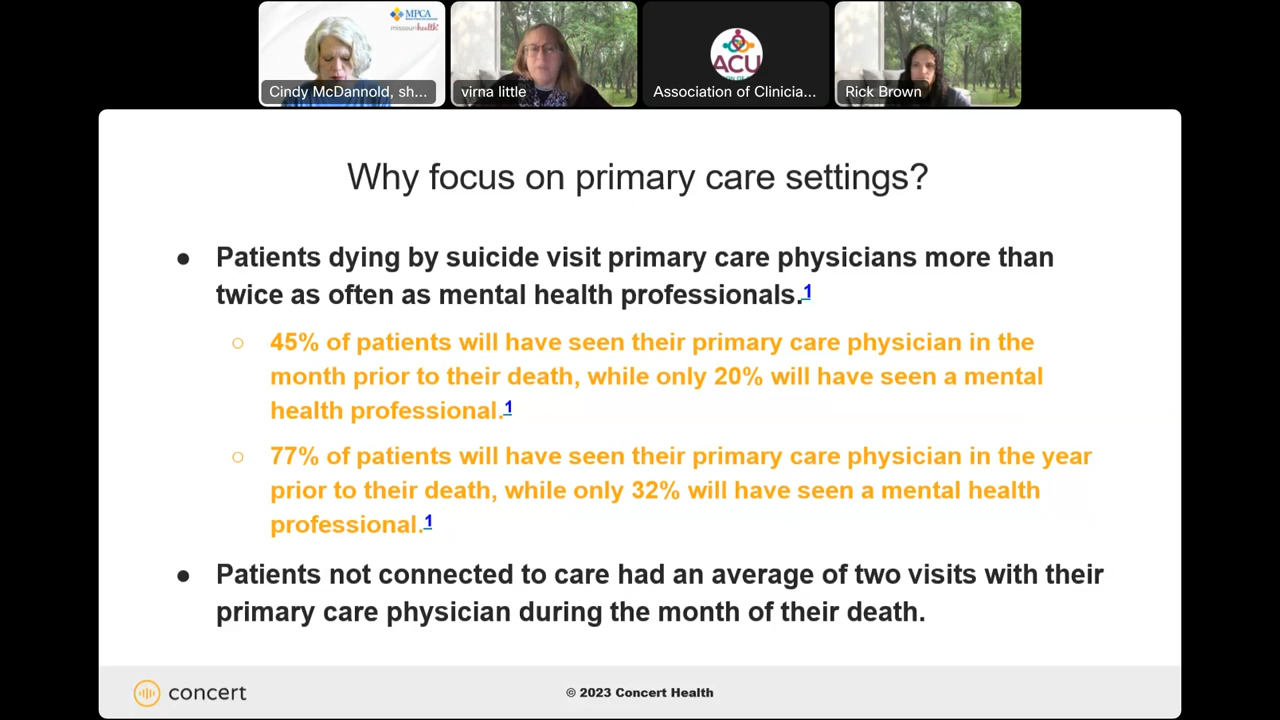 MPCA
missourihealth+
Cindy McDannold, sh...
virna little
ACU
Association of Clinicia...
Rick Brown
Why focus on primary care settings?
● Patients dying by suicide visit primary care physicians more than
twice as often as mental health professionals.1
○ 45% of patients will have seen their primary care physician in the
month prior to their death, while only 20% will have seen a mental
health professional.1
○ 77% of patients will have seen their primary care physician in the year
prior to their death, while only 32% will have seen a mental health
professional.1
● Patients not connected to care had an average of two visits with their
primary care physician during the month of their death.
concert
© 2023 Concert Health